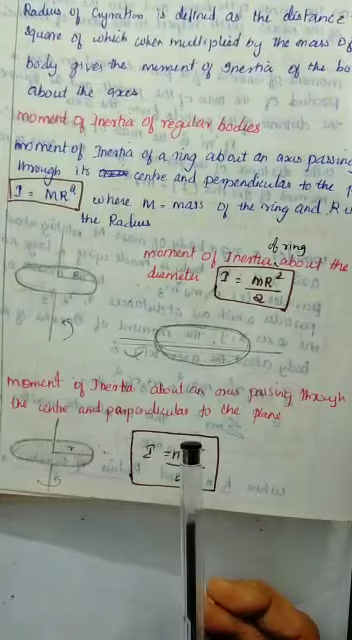 Radius of Gyration is defined as the distance
square of which when multiplied by the mass of
body gives the moment of Inertia of the bo
about the axes
moment of Inertia of regular bodies
moment of Inertia of a ring about an axus passing
through its centre and perpendicular to the
I = MR² where M = mass of the ring and R is
the Radius
of ring
moment of Inertia about the
diameter I = MR²/2
R
moment of Inertia about an axus passing through
the centre and perpendicular to the plane
r
I =